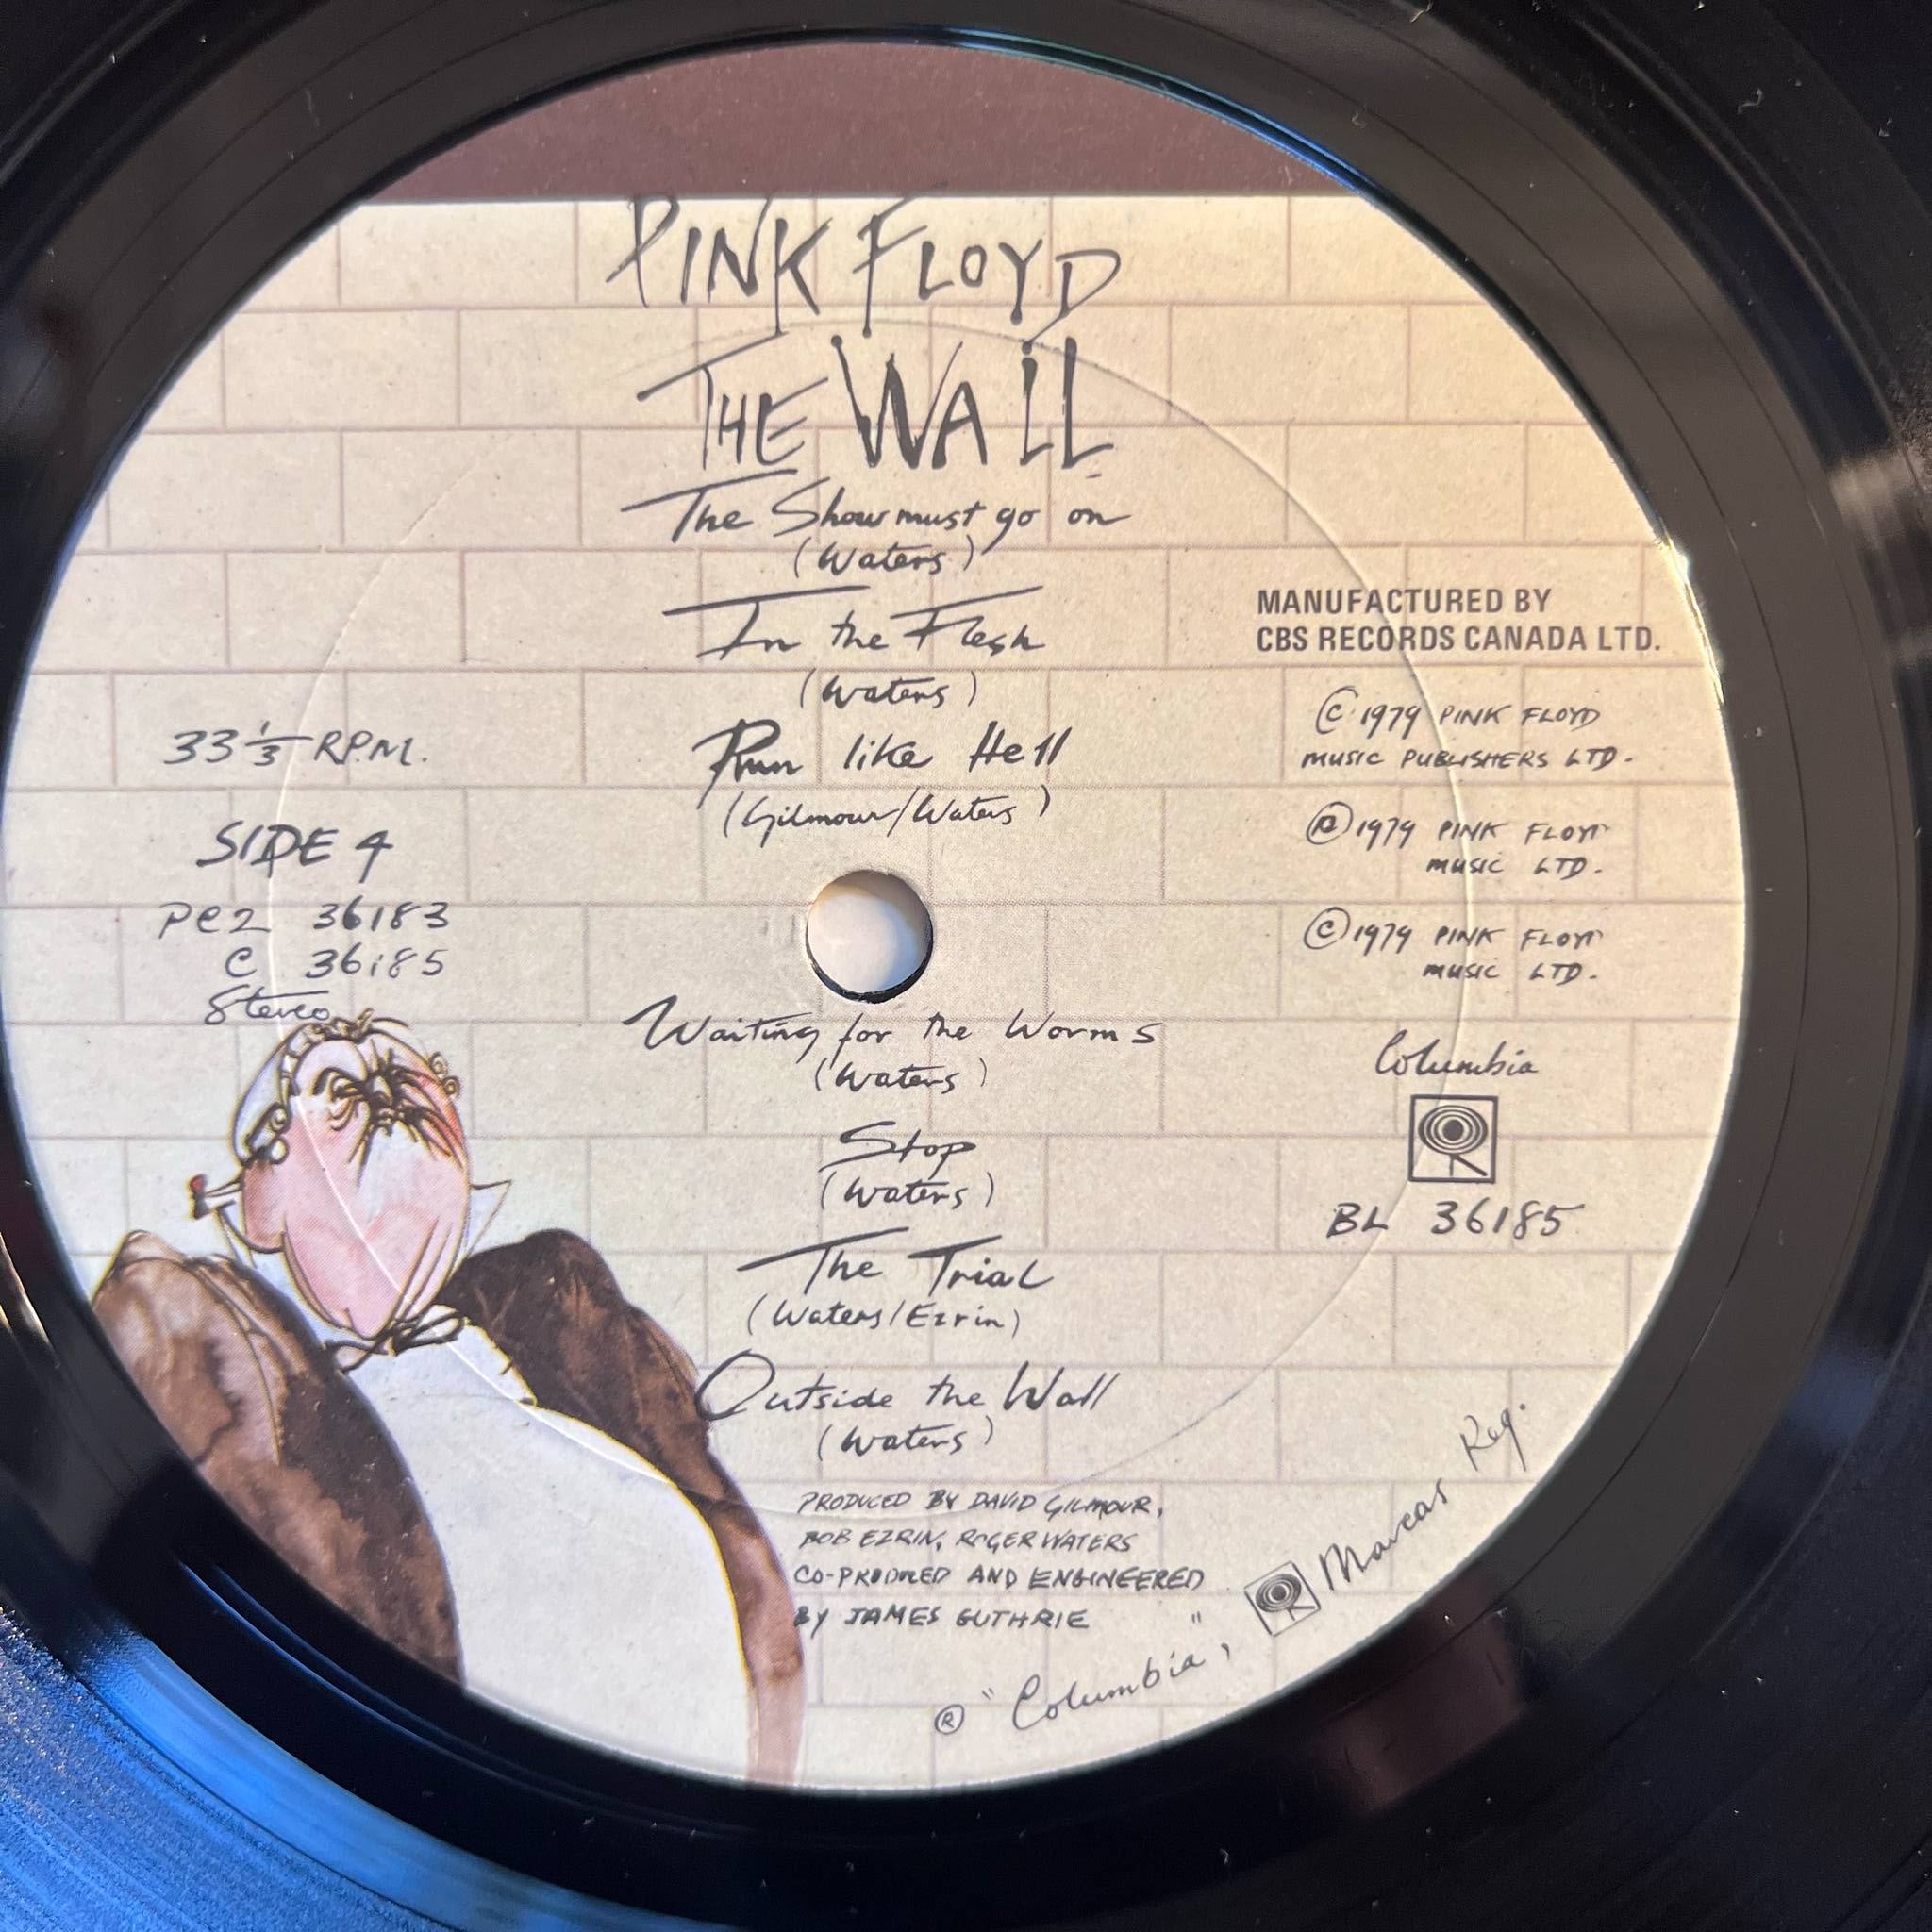 PINK FLOYD
THE WALL
The Show must go on
(Waters)
In the Flesh
(Waters)
Run like Hell
(Gilmour/Waters)
MANUFACTURED BY
CBS RECORDS CANADA LTD.
Ⓒ 1979 PINK FLOYD
MUSIC PUBLISHERS LTD.
Ⓟ 1979 PINK FLOYD
MUSIC LTD.
Ⓒ 1979 PINK FLOYD
MUSIC LTD.
33 1/3 R.P.M.
SIDE 4
PC2 36183
C 36185
Stereo
Waiting for the Worms
(Waters)
Stop
(Waters)
The Trial
(Waters/Ezrin)
Outside the Wall
(Waters)
Columbia
BL 36185
PRODUCED BY DAVID GILMOUR,
BOB EZRIN, ROGER WATERS
CO-PRODUCED AND ENGINEERED
BY JAMES GUTHRIE
® "Columbia", Marcas Reg.